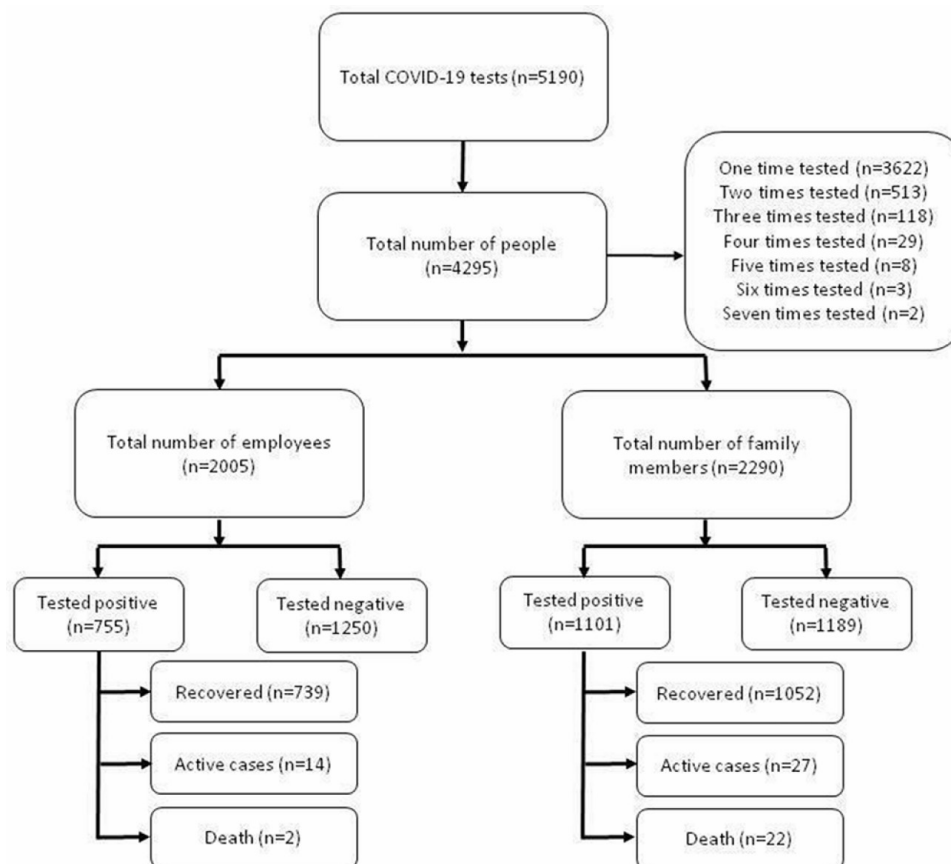 Total COVID-19 tests (n=5190)
Total number of people
(n=4295)
One time tested (n=3622)
Two times tested (n=513)
Three times tested (n=118)
Four times tested (n=29)
Five times tested (n=8)
Six times tested (n=3)
Seven times tested (n=2)
Total number of employees
(n=2005)
Total number of family
members (n=2290)
Tested positive
(n=755)
Tested negative
(n=1250)
Tested positive
(n=1101)
Tested negative
(n=1189)
Recovered (n=739)
Active cases (n=14)
Death (n=2)
Recovered (n=1052)
Active cases (n=27)
Death (n=22)